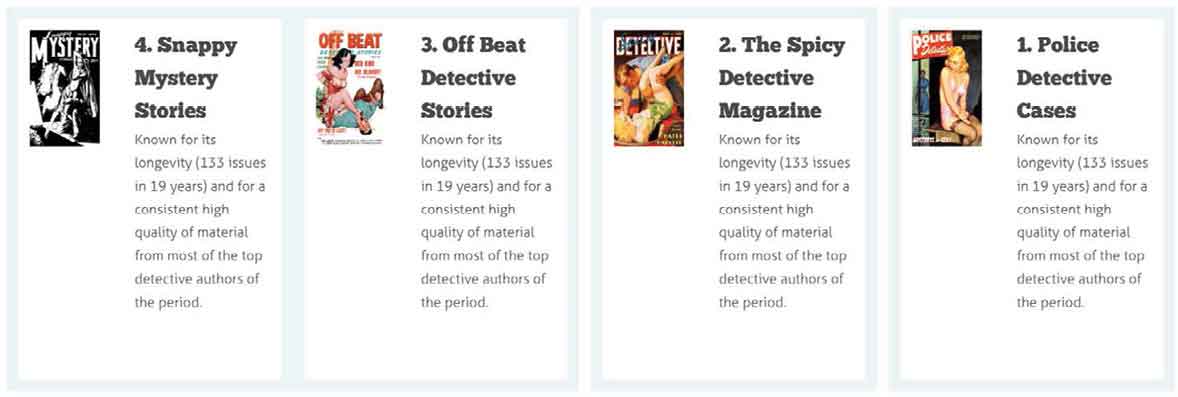 MYSTERY
4. Snappy
Mystery
Stories
Known for its
longevity (133 issues
in 19 years) and for a
consistent high
quality of material
from most of the top
detective authors of
the period.
OFF BEAT
DETECTIVE STORIES
3. Off Beat
Detective
Stories
Known for its
longevity (133 issues
in 19 years) and for a
consistent high
quality of material
from most of the top
detective authors of
the period.
DETECTIVE
2. The Spicy
Detective
Magazine
Known for its
longevity (133 issues
in 19 years) and for a
consistent high
quality of material
from most of the top
detective authors of
the period.
POLICE
Detective
1. Police
Detective
Cases
Known for its
longevity (133 issues
in 19 years) and for a
consistent high
quality of material
from most of the top
detective authors of
the period.